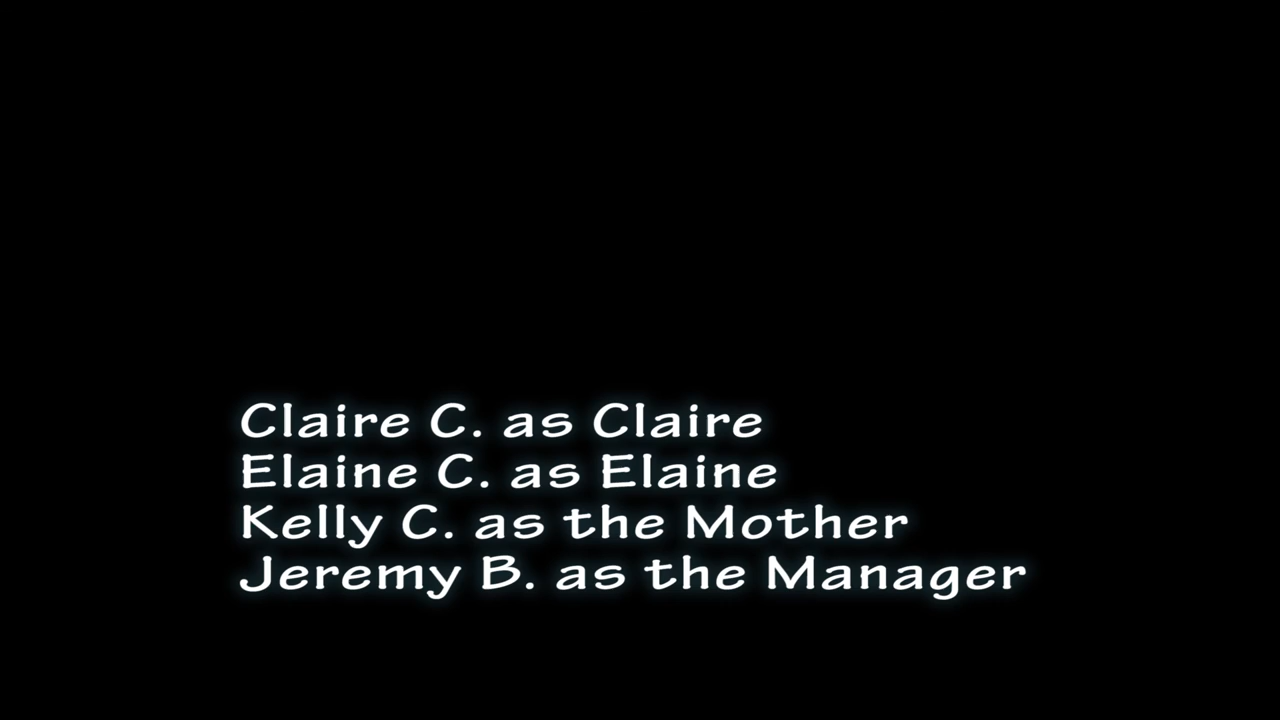 Claire C. as Claire
Elaine C. as Elaine
Kelly C. as the Mother
Jeremy B. as the Manager